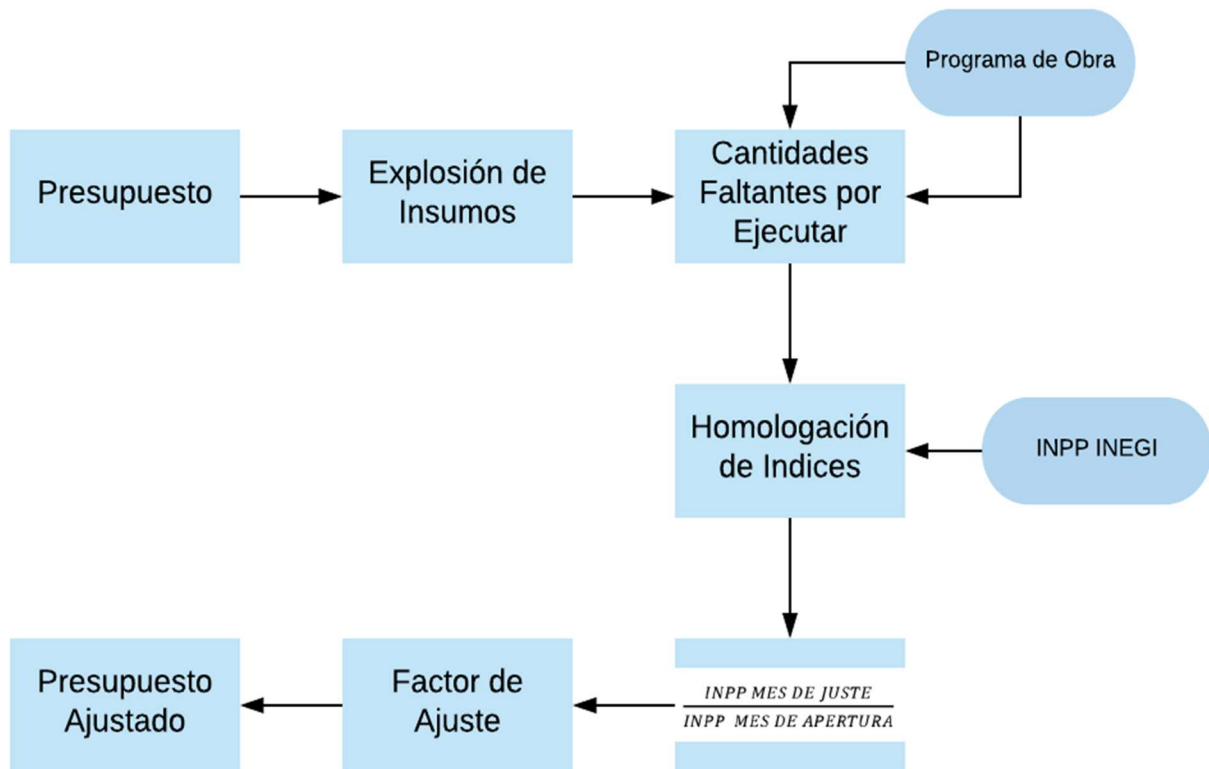 Programa de Obra
Presupuesto
Explosión de
Insumos
Cantidades
Faltantes por
Ejecutar
Homologación
de Indices
INPP INEGI
Presupuesto
Ajustado
Factor de
Ajuste
INPP MES DE JUSTE
INPP MES DE APERTURA